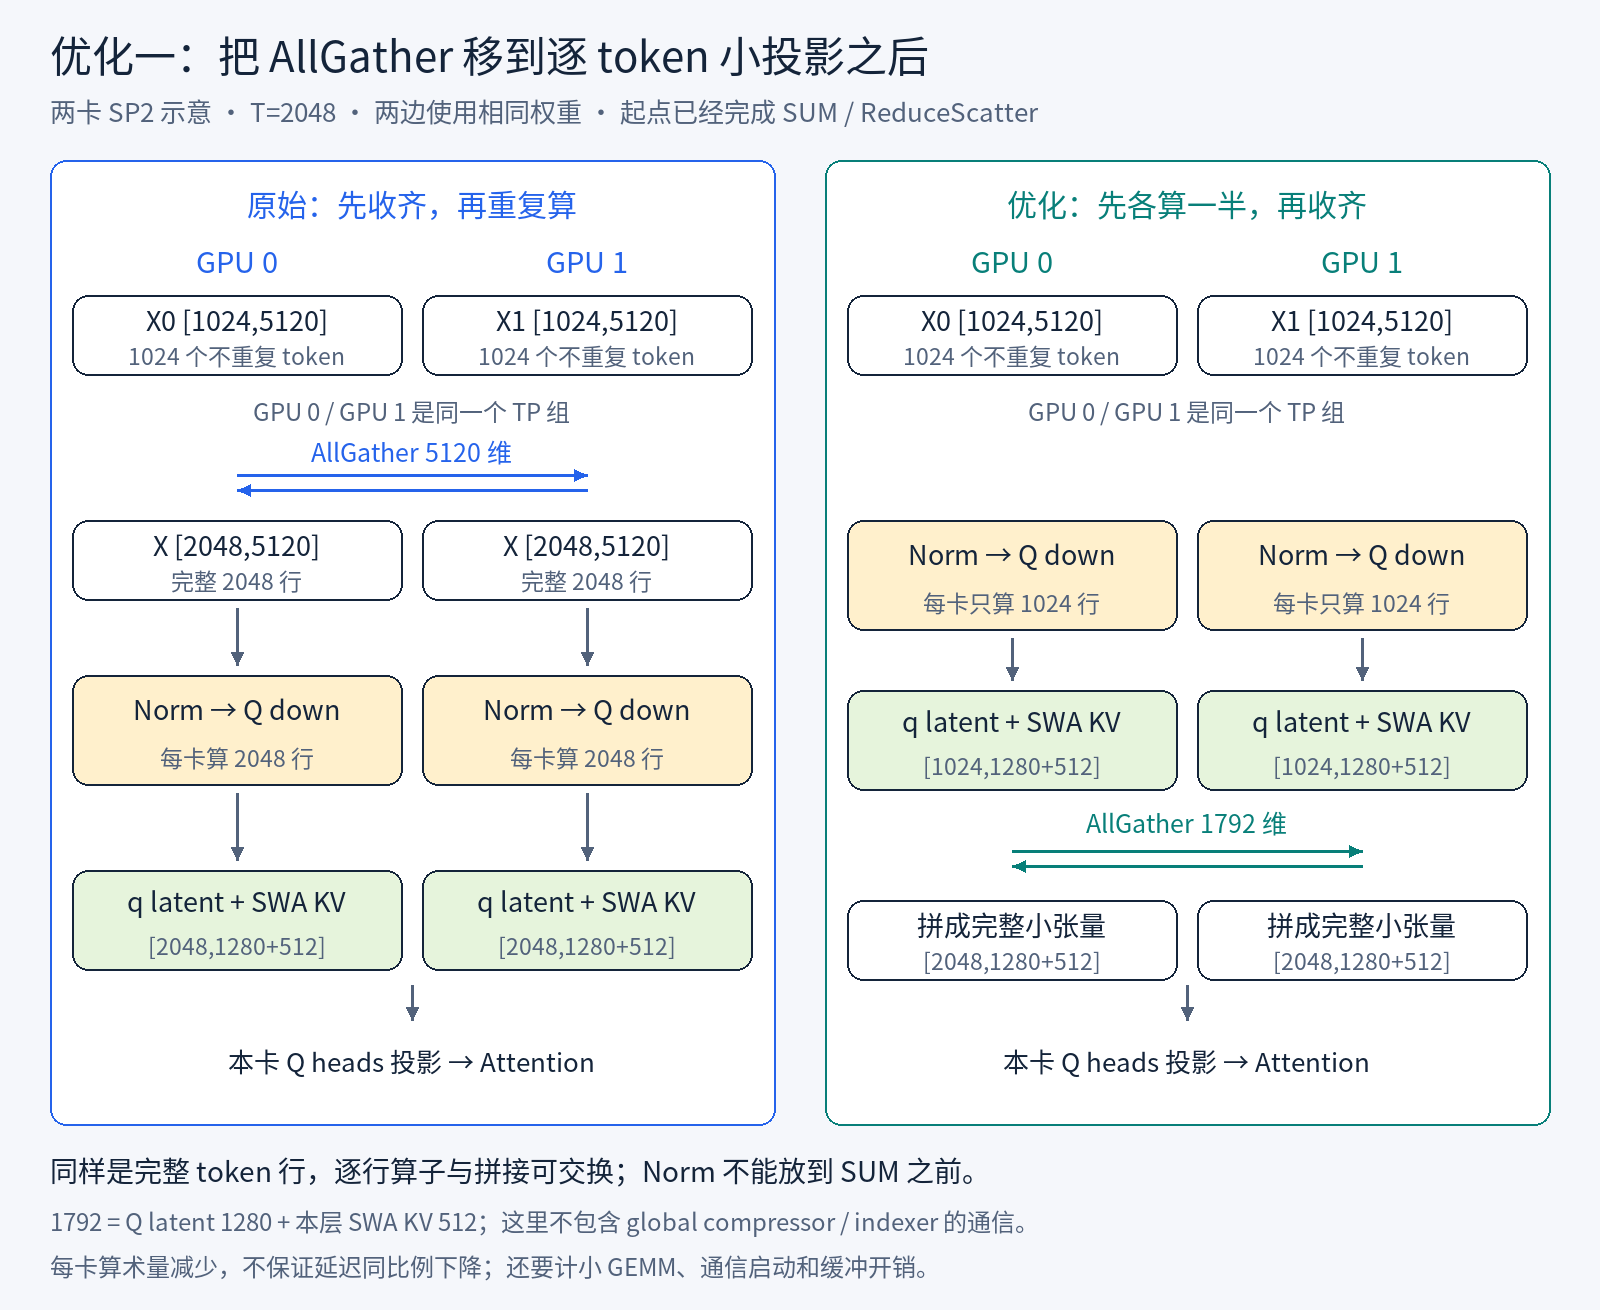 优化一：把 AllGather 移到逐 token 小投影之后
两卡 SP2 示意 • T=2048 • 两边使用相同权重 • 起点已经完成 SUM / ReduceScatter
原始：先收齐，再重复算
GPU 0
GPU 1
X0 [1024,5120]
1024 个不重复 token
X1 [1024,5120]
1024 个不重复 token
GPU 0 / GPU 1 是同一个 TP 组
AllGather 5120 维
X [2048,5120]
完整 2048 行
X [2048,5120]
完整 2048 行
Norm → Q down
每卡算 2048 行
Norm → Q down
每卡算 2048 行
q latent + SWA KV
[2048,1280+512]
q latent + SWA KV
[2048,1280+512]
本卡 Q heads 投影 → Attention
优化：先各算一半，再收齐
GPU 0
GPU 1
X0 [1024,5120]
1024 个不重复 token
X1 [1024,5120]
1024 个不重复 token
GPU 0 / GPU 1 是同一个 TP 组
Norm → Q down
每卡只算 1024 行
Norm → Q down
每卡只算 1024 行
q latent + SWA KV
[1024,1280+512]
q latent + SWA KV
[1024,1280+512]
AllGather 1792 维
拼成完整小张量
[2048,1280+512]
拼成完整小张量
[2048,1280+512]
本卡 Q heads 投影 → Attention
同样是完整 token 行，逐行算子与拼接可交换；Norm 不能放到 SUM 之前。
1792 = Q latent 1280 + 本层 SWA KV 512；这里不包含 global compressor / indexer 的通信。
每卡算术量减少，不保证延迟同比例下降；还要计小 GEMM、通信启动和缓冲开销。